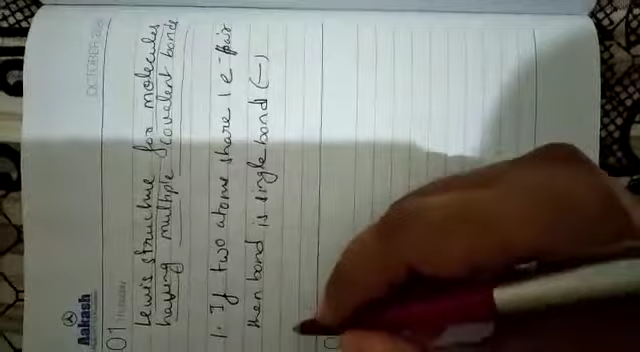 OCTOBER
Aakash
01 THURSDAY
Lewis structure for molecules
having multiple covalent bonds
1. If two atoms share 1 e- pair
then bond is single bond (-)